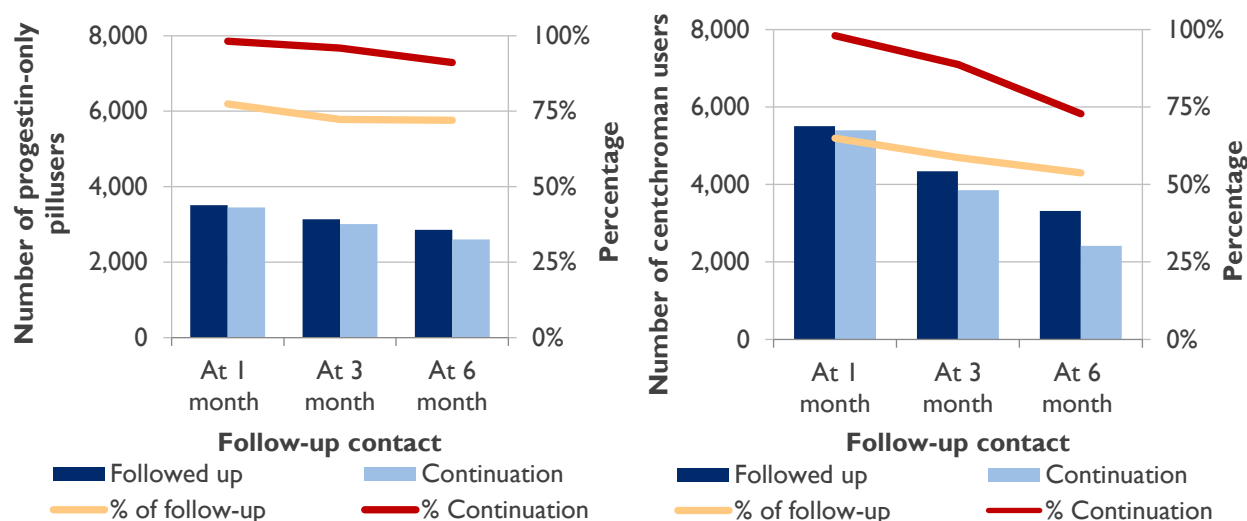 Number of progestin-only
pillusers
8,000
6,000
4,000
2,000
0
100%
75%
50%
25%
0%
Percentage
At 1
month
At 3
month
At 6
month
Follow-up contact
Followed up
Continuation
% of follow-up
% Continuation
Number of centchroman users
8,000
6,000
4,000
2,000
0
100%
75%
50%
25%
0%
Percentage
At 1
month
At 3
month
At 6
month
Follow-up contact
Followed up
Continuation
% of follow-up
% Continuation